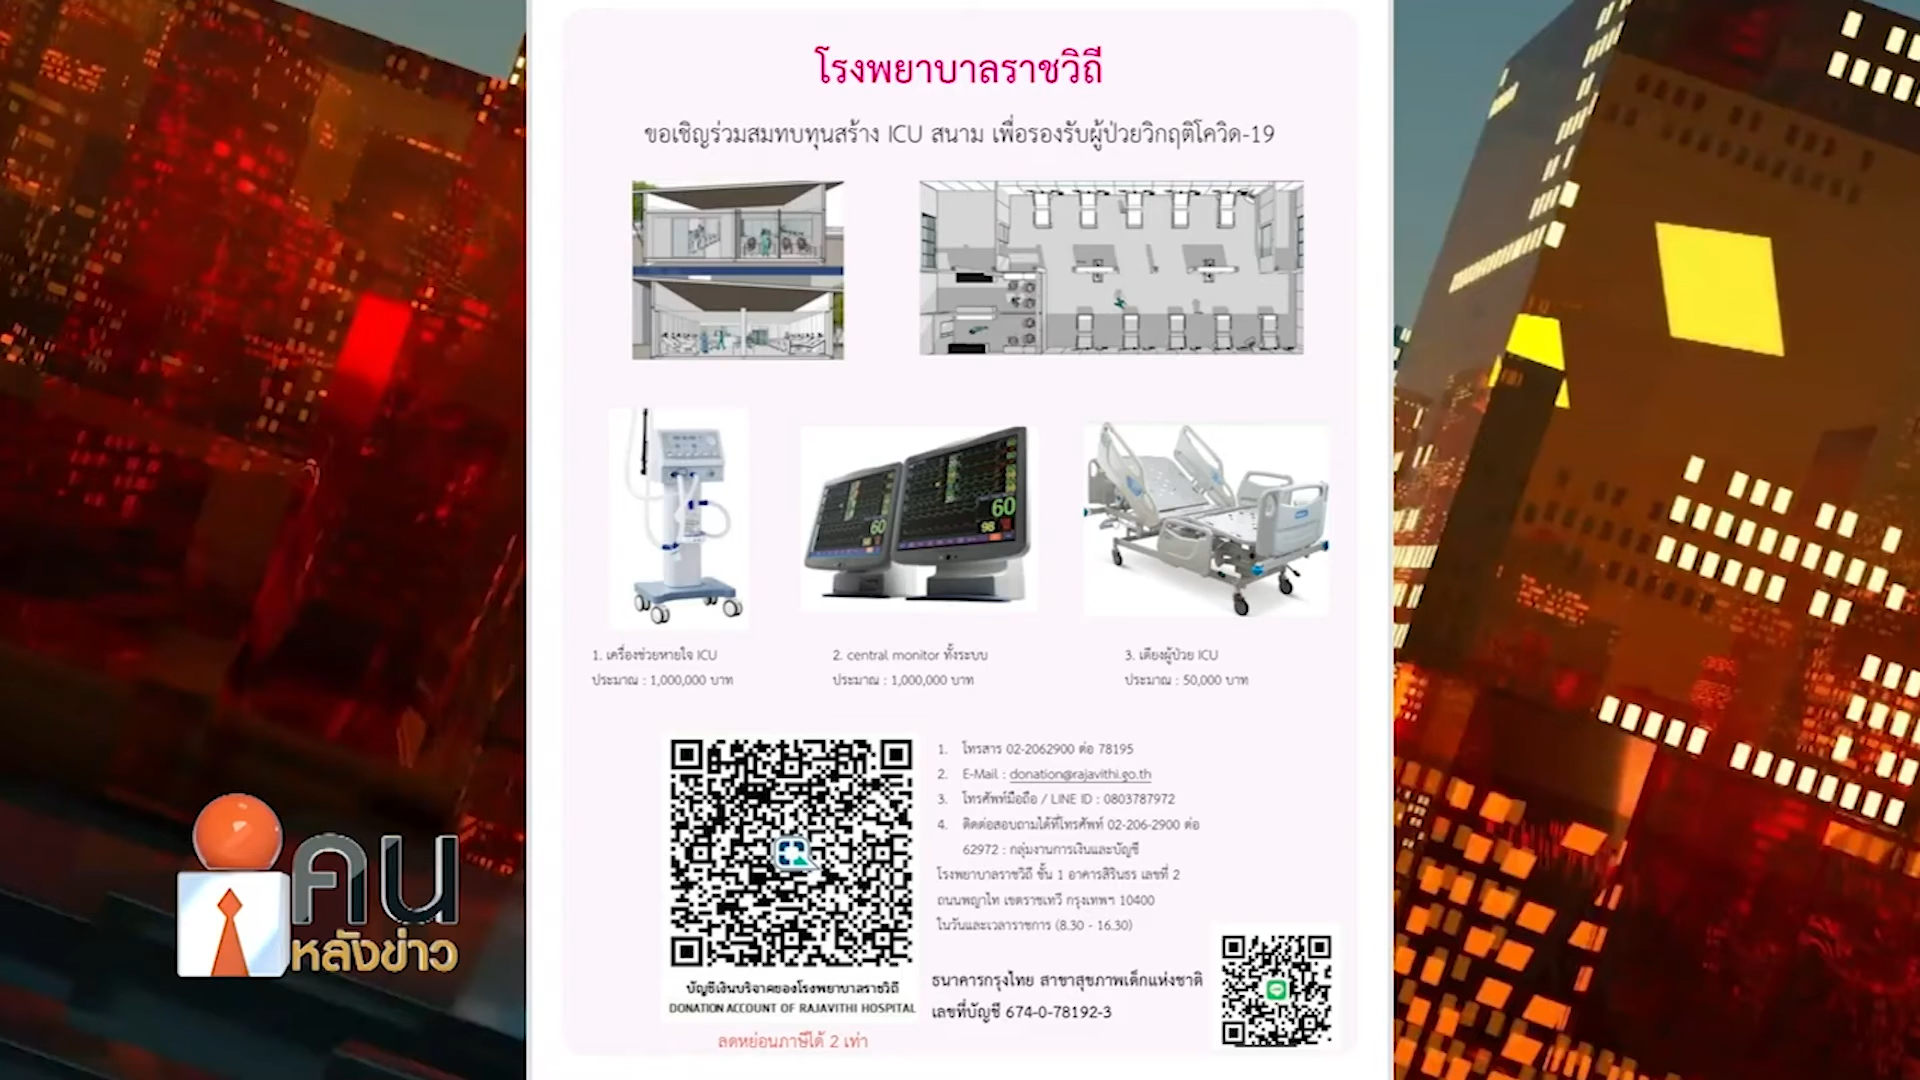 โรงพยาบาลราชวิถี
ขอเชิญร่วมสมทบทุนสร้าง ICU สนาม เพื่อรองรับผู้ป่วยวิกฤติโควิด-19
60
60
98
1. เครื่องช่วยหายใจ ICU
ประมาณ : 1,000,000 บาท
2. central monitor ทั้งระบบ
ประมาณ : 1,000,000 บาท
3. เตียงผู้ป่วย ICU
ประมาณ : 50,000 บาท
1. โทรสาร 02-2062900 ต่อ 78195
2. E-Mail : donation@rajavithi.go.th
3. โทรศัพท์มือถือ / LINE ID : 0803787972
4. ติดต่อสอบถามได้ที่โทรศัพท์ 02-206-2900 ต่อ
62972 : กลุ่มงานการเงินและบัญชี
โรงพยาบาลราชวิถี ชั้น 1 อาคารสิรินธร เลขที่ 2
ถนนพญาไท เขตราชเทวี กรุงเทพฯ 10400
ในวันและเวลาราชการ (8.30 - 16.30)
ธนาคารกรุงไทย สาขาสุขภาพเด็กแห่งชาติ
เลขที่บัญชี 674-0-78192-3
บัญชีเงินบริจาคของโรงพยาบาลราชวิถี
DONATION ACCOUNT OF RAJAVITHI HOSPITAL
ลดหย่อนภาษีได้ 2 เท่า
คน
หลังข่าว